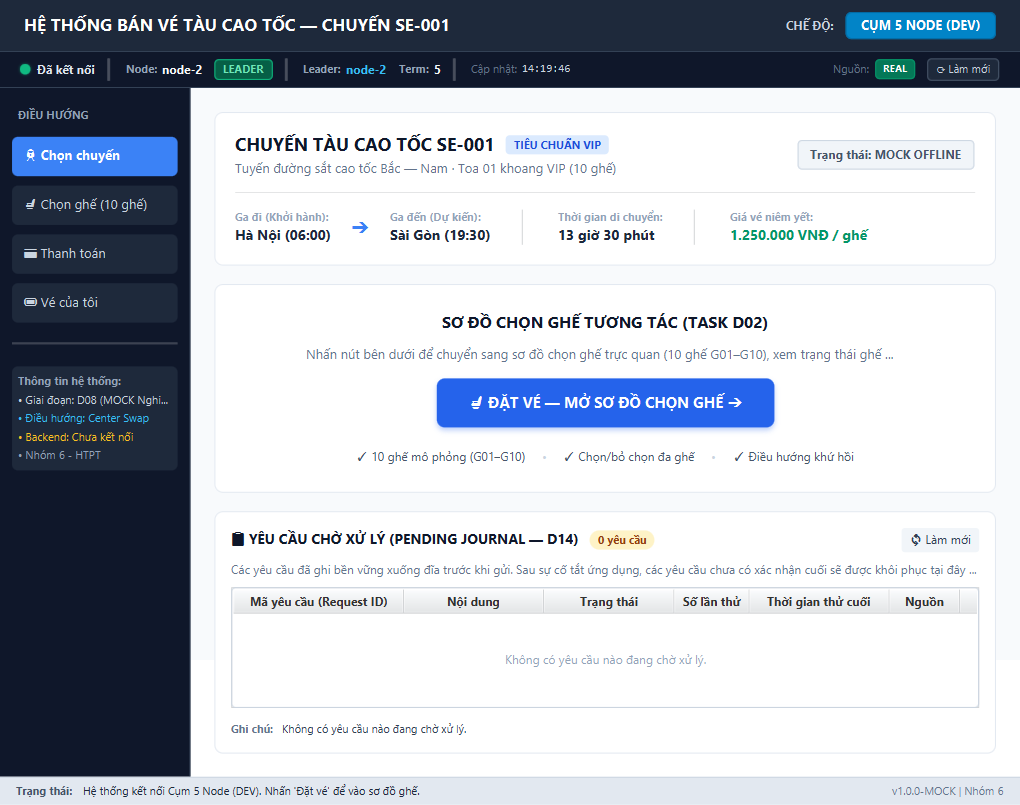 HỆ THỐNG BÁN VÉ TÀU CAO TỐC — CHUYẾN SE-001
CHẾ ĐỘ: CỤM 5 NODE (DEV)
Đã kết nối Node: node-2 LEADER Leader: node-2 Term: 5 Cập nhật: 14:19:46 Nguồn: REAL ⟳ Làm mới
ĐIỀU HƯỚNG
Chọn chuyến
Chọn ghế (10 ghế)
Thanh toán
Vé của tôi
Thông tin hệ thống:
• Giai đoạn: D08 (MOCK Nghi...
• Điều hướng: Center Swap
• Backend: Chưa kết nối
• Nhóm 6 - HTPT
CHUYẾN TÀU CAO TỐC SE-001 TIÊU CHUẨN VIP
Tuyến đường sắt cao tốc Bắc — Nam · Toa 01 khoang VIP (10 ghế)
Trạng thái: MOCK OFFLINE
Ga đi (Khởi hành):
Hà Nội (06:00)
➔
Ga đến (Dự kiến):
Sài Gòn (19:30)
Thời gian di chuyển:
13 giờ 30 phút
Giá vé niêm yết:
1.250.000 VNĐ / ghế
SƠ ĐỒ CHỌN GHẾ TƯƠNG TÁC (TASK D02)
Nhấn nút bên dưới để chuyển sang sơ đồ chọn ghế trực quan (10 ghế G01–G10), xem trạng thái ghế ...
ĐẶT VÉ — MỞ SƠ ĐỒ CHỌN GHẾ →
✓ 10 ghế mô phỏng (G01–G10) • ✓ Chọn/bỏ chọn đa ghế • ✓ Điều hướng khứ hồi
YÊU CẦU CHỜ XỬ LÝ (PENDING JOURNAL — D14) 0 yêu cầu
Làm mới
Các yêu cầu đã ghi bền vững xuống đĩa trước khi gửi. Sau sự cố tắt ứng dụng, các yêu cầu chưa có xác nhận cuối sẽ được khôi phục tại đây ...
Mã yêu cầu (Request ID) Nội dung Trạng thái Số lần thử Thời gian thử cuối Nguồn
Không có yêu cầu nào đang chờ xử lý.
Ghi chú: Không có yêu cầu nào đang chờ xử lý.
Trạng thái: Hệ thống kết nối Cụm 5 Node (DEV). Nhấn 'Đặt vé' để vào sơ đồ ghế.
v1.0.0-MOCK | Nhóm 6